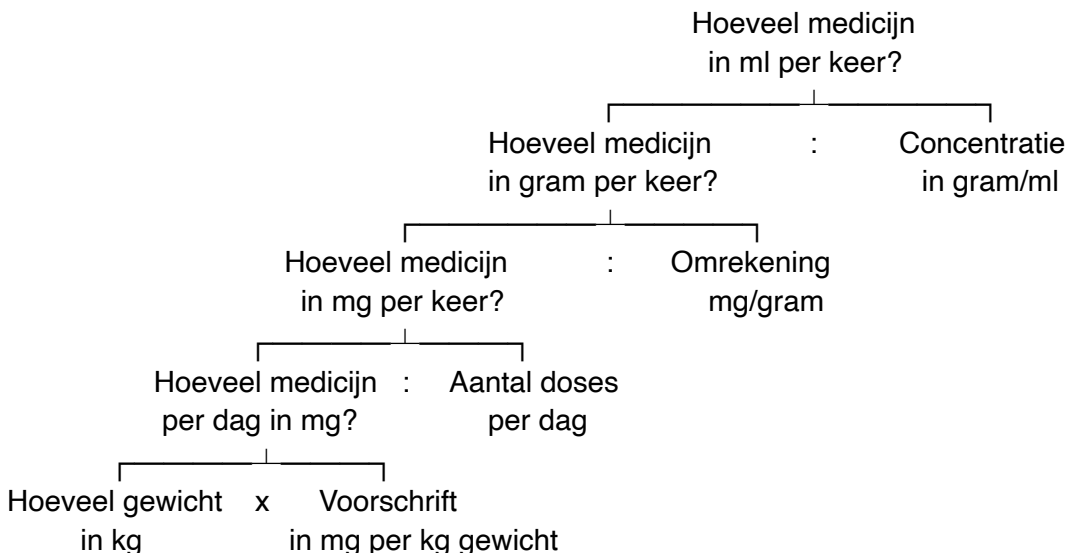 Hoeveel medicijn
in ml per keer?
Hoeveel medicijn : Concentratie
in gram per keer? in gram/ml
Hoeveel medicijn : Omrekening
in mg per keer? mg/gram
Hoeveel medicijn : Aantal doses
per dag in mg? per dag
Hoeveel gewicht x Voorschrift
in kg in mg per kg gewicht